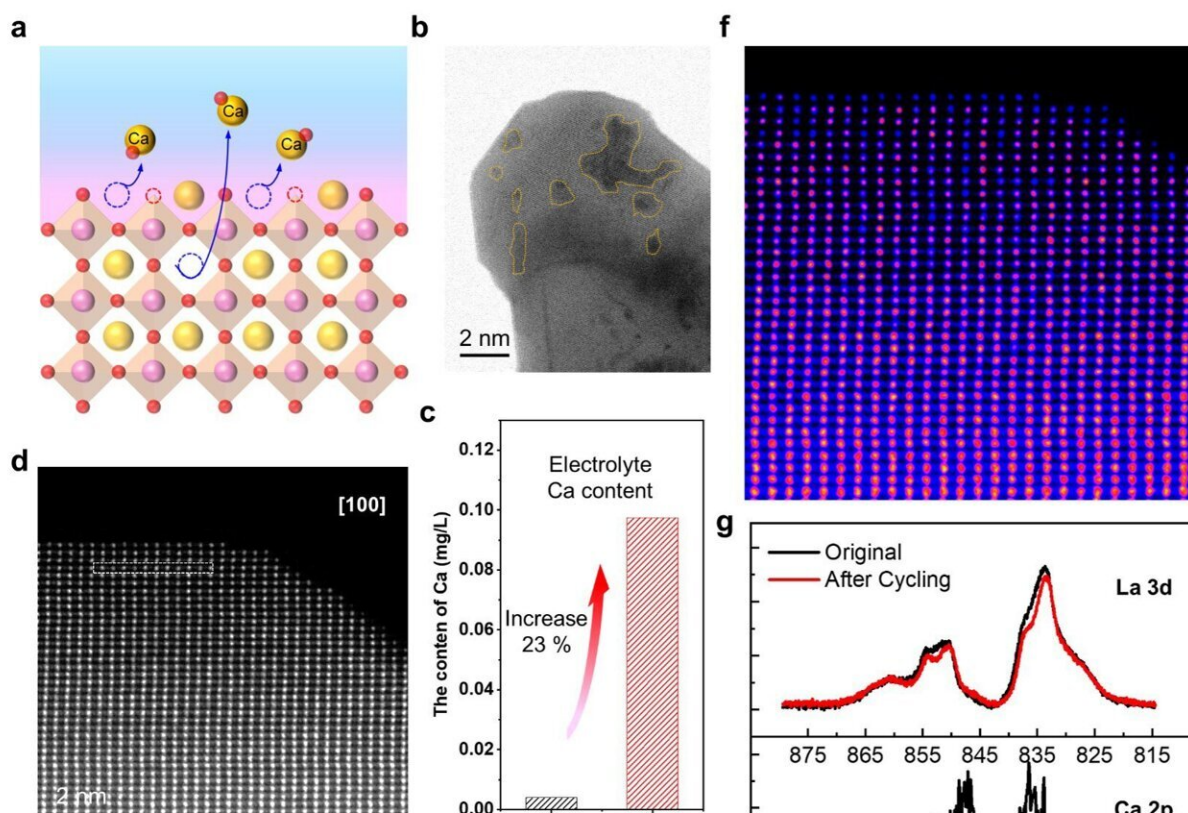 a
Ca
Ca
Ca
b
2 nm
c
The conten of Ca (mg/L)
0.12
0.10
0.08
0.06
0.04
0.02
0.00
Electrolyte
Ca content
Increase
23 %
d
[100]
2 nm
f
g
Original
After Cycling
La 3d
875 865 855 845 835 825 815
Ca 2p